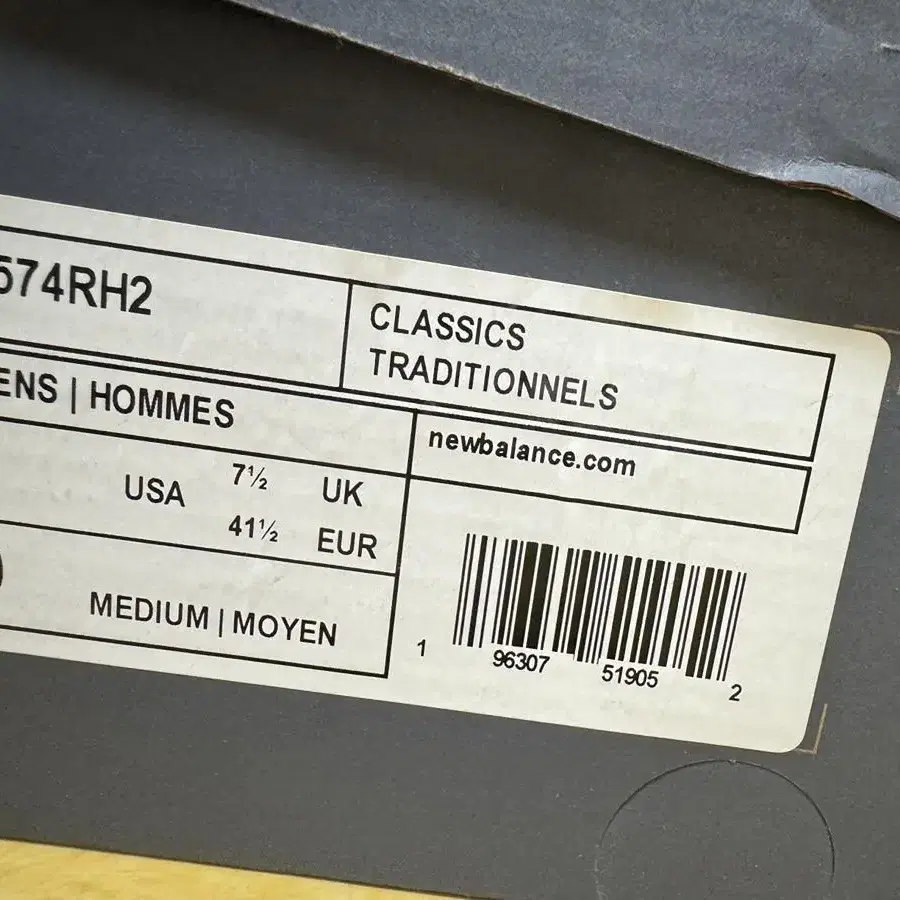 574RH2
CLASSICS
TRADITIONNELS
ENS | HOMMES
newbalance.com
USA 7½ UK
41½ EUR
MEDIUM | MOYEN
1 96307 51905 2